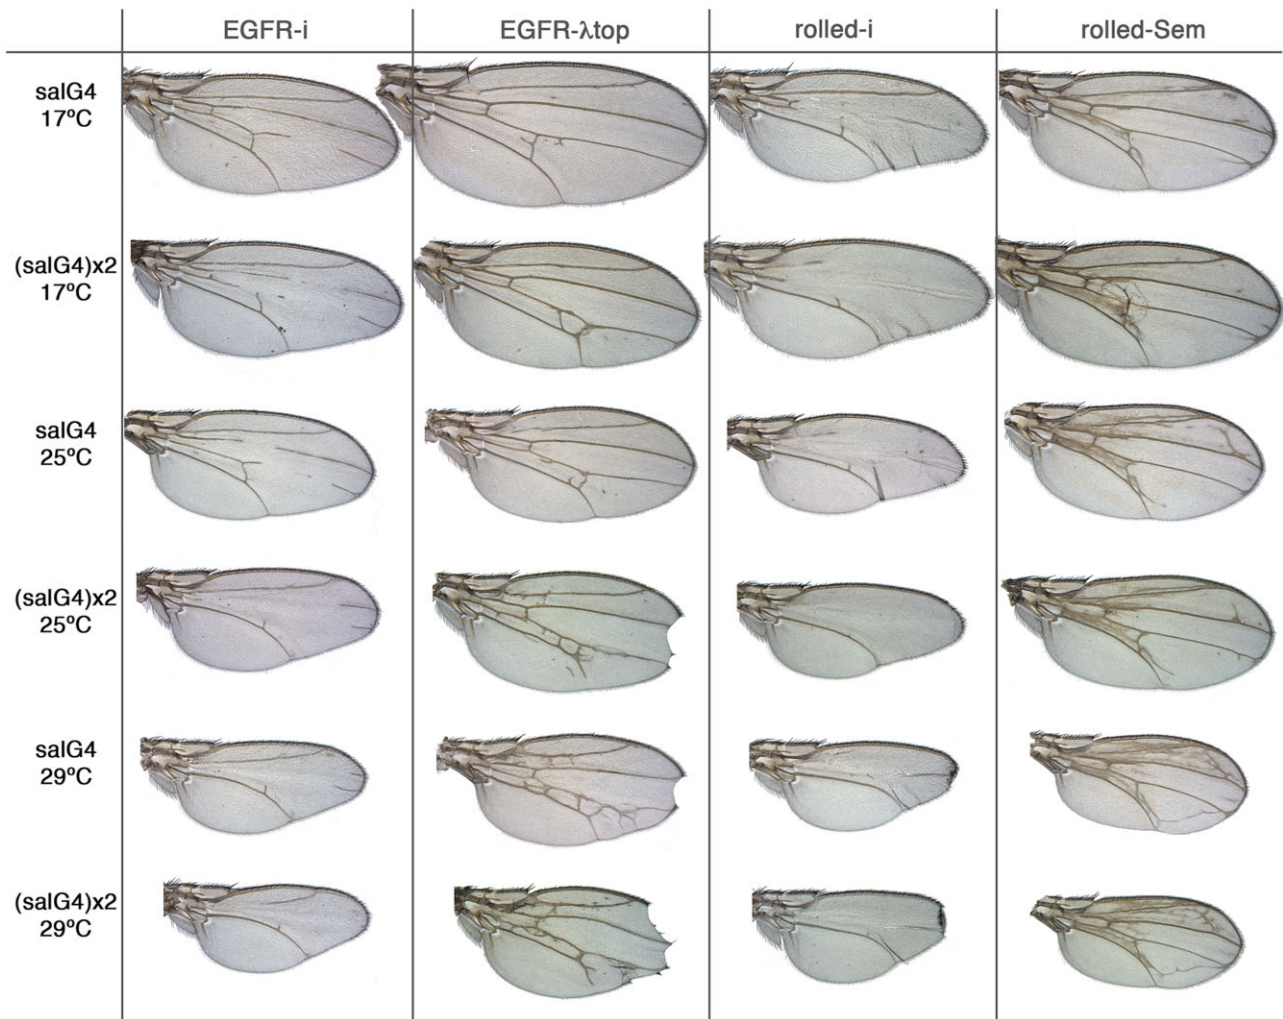 EGFR-i EGFR-λtop rolled-i rolled-Sem
salG4
17ºC
(salG4)x2
17ºC
salG4
25ºC
(salG4)x2
25ºC
salG4
29ºC
(salG4)x2
29ºC